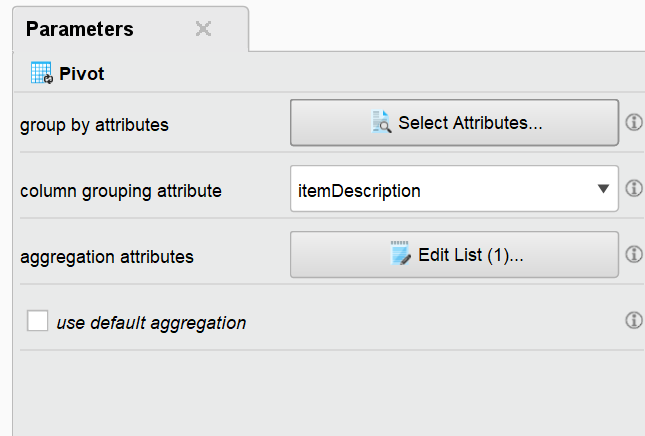 Parameters
Pivot
group by attributes
Select Attributes...
column grouping attribute
itemDescription
aggregation attributes
Edit List (1)...
use default aggregation